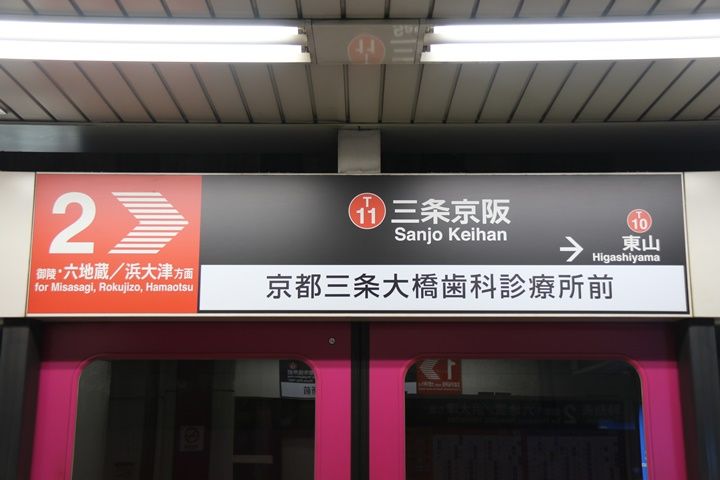 2
御陵・六地蔵／浜大津方面
for Misasagi, Rokujizo, Hamaotsu
T
11
三条京阪
Sanjo Keihan
T
10
東山
Higashiyama
京都三条大橋歯科診療所前